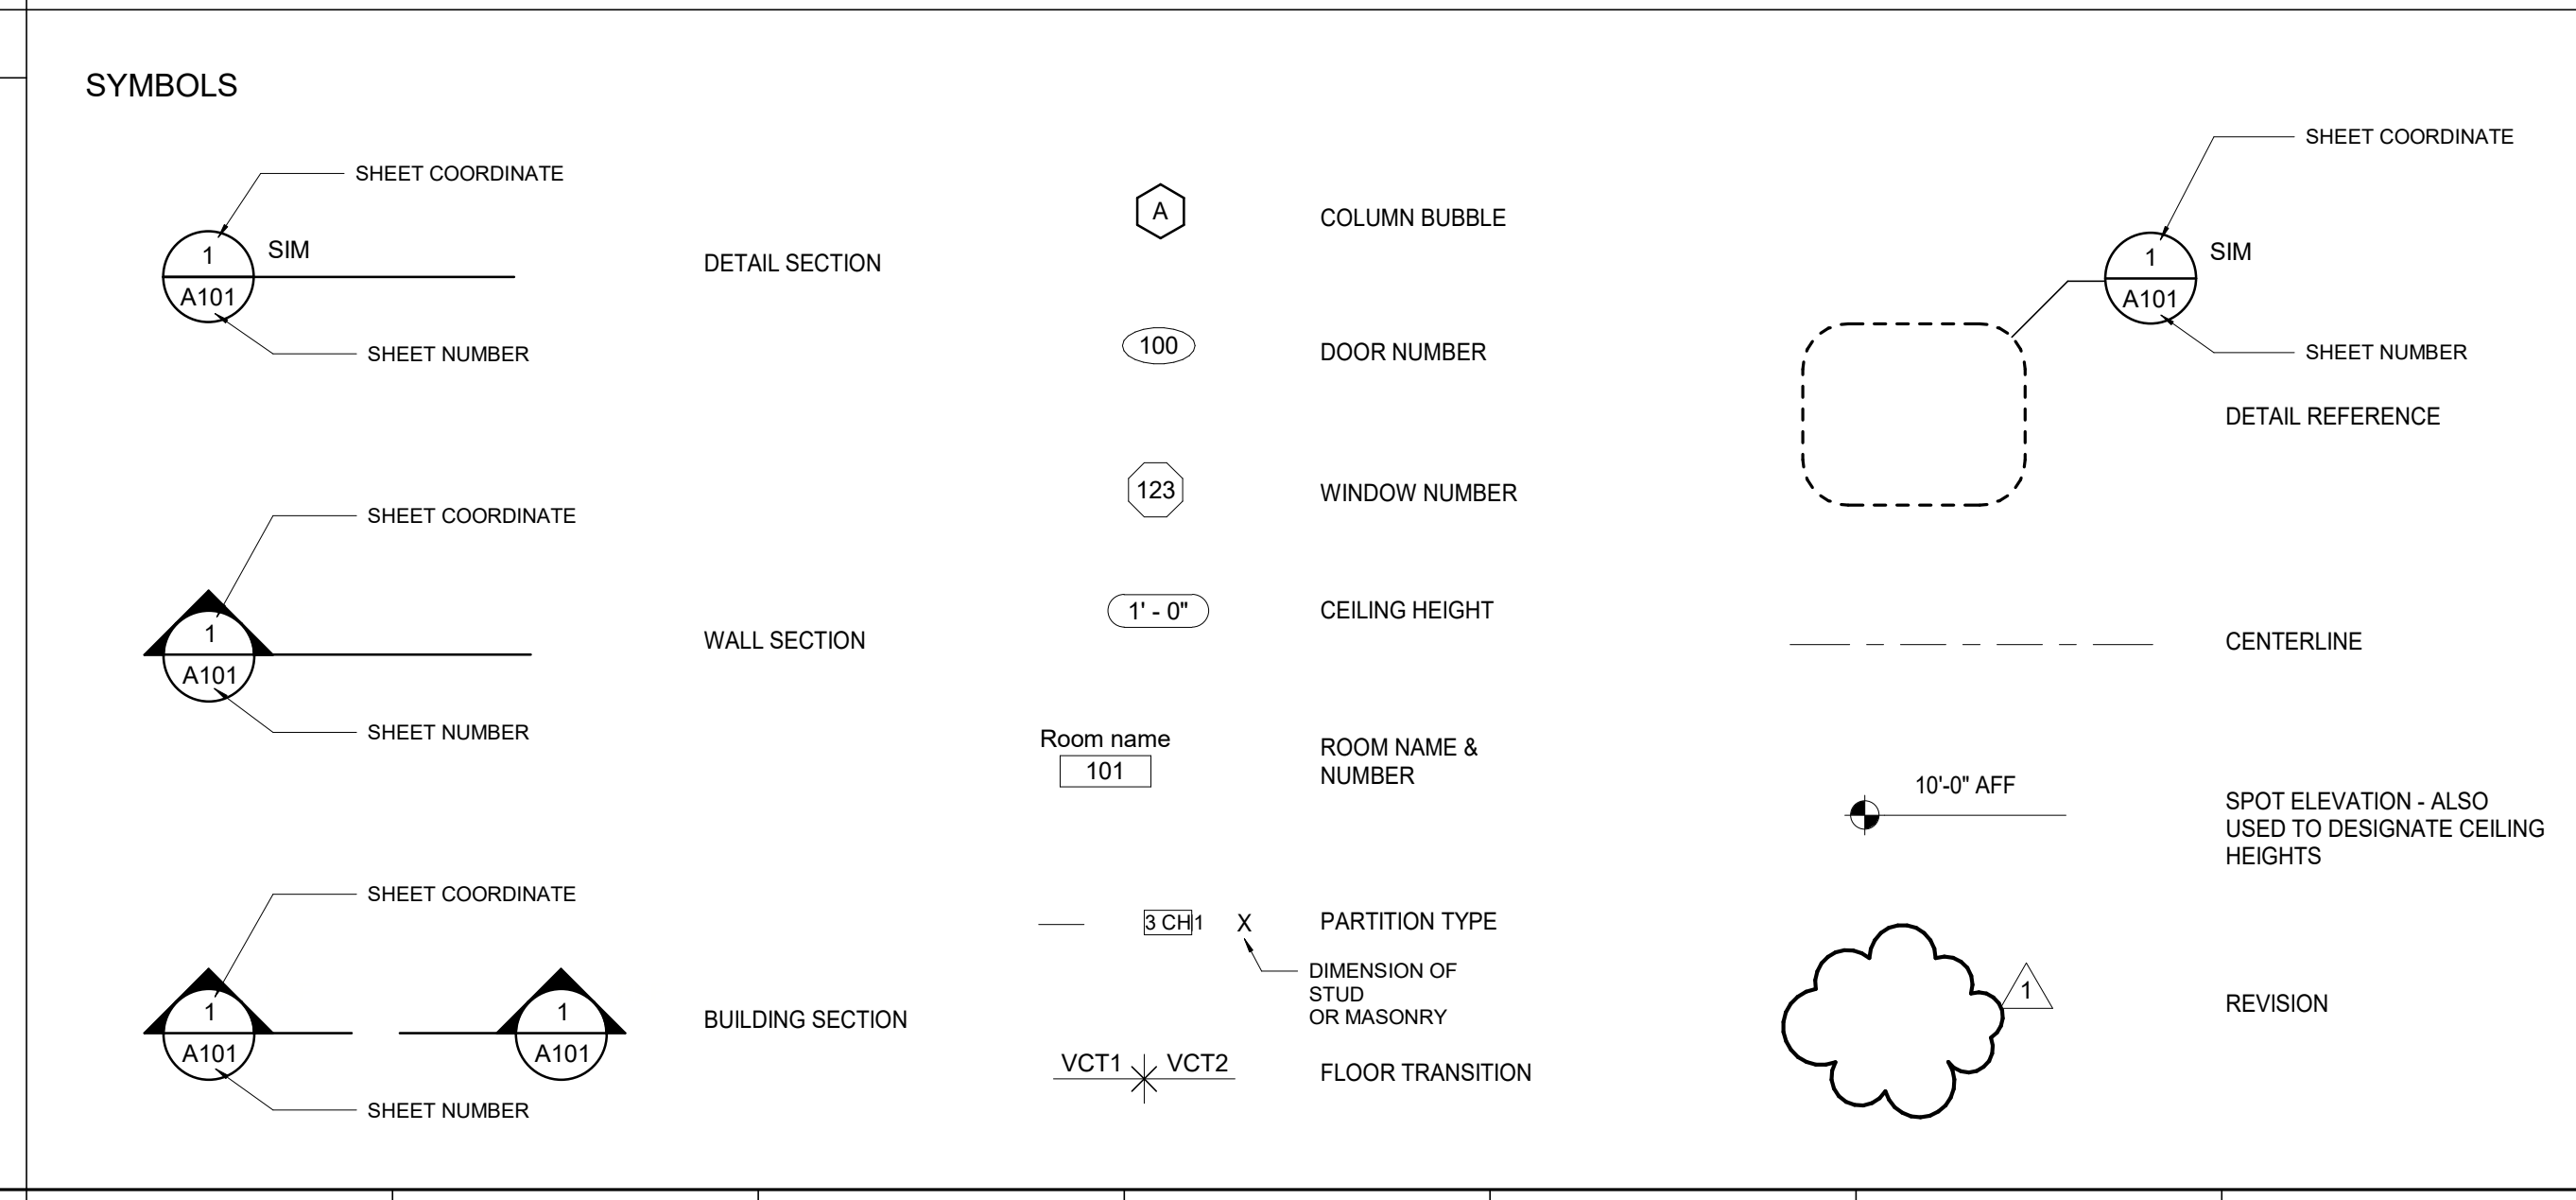 SYMBOLS
SHEET COORDINATE
1
SIM
A101
SHEET NUMBER
DETAIL SECTION
SHEET COORDINATE
1
A101
SHEET NUMBER
WALL SECTION
SHEET COORDINATE
1
A101
1
A101
SHEET NUMBER
BUILDING SECTION
A
COLUMN BUBBLE
100
DOOR NUMBER
123
WINDOW NUMBER
1' - 0"
CEILING HEIGHT
Room name
101
ROOM NAME &
NUMBER
3 CH1
X
PARTITION TYPE
DIMENSION OF
STUD
OR MASONRY
VCT1
VCT2
FLOOR TRANSITION
SHEET COORDINATE
1
SIM
A101
SHEET NUMBER
DETAIL REFERENCE
CENTERLINE
10'-0" AFF
SPOT ELEVATION - ALSO
USED TO DESIGNATE CEILING
HEIGHTS
1
REVISION